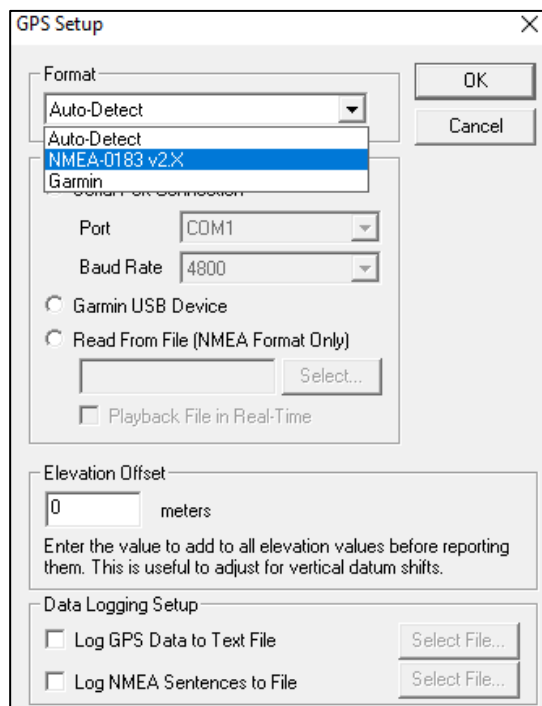 GPS Setup
Format
OK
Auto-Detect
Cancel
Auto-Detect
NMEA-0183 v2.X
Garmin
Port
COM1
Baud Rate
4800
Garmin USB Device
Read From File (NMEA Format Only)
Select...
Playback File in Real-Time
Elevation Offset
0 meters
Enter the value to add to all elevation values before reporting
them. This is useful to adjust for vertical datum shifts.
Data Logging Setup
Log GPS Data to Text File
Select File...
Log NMEA Sentences to File
Select File...